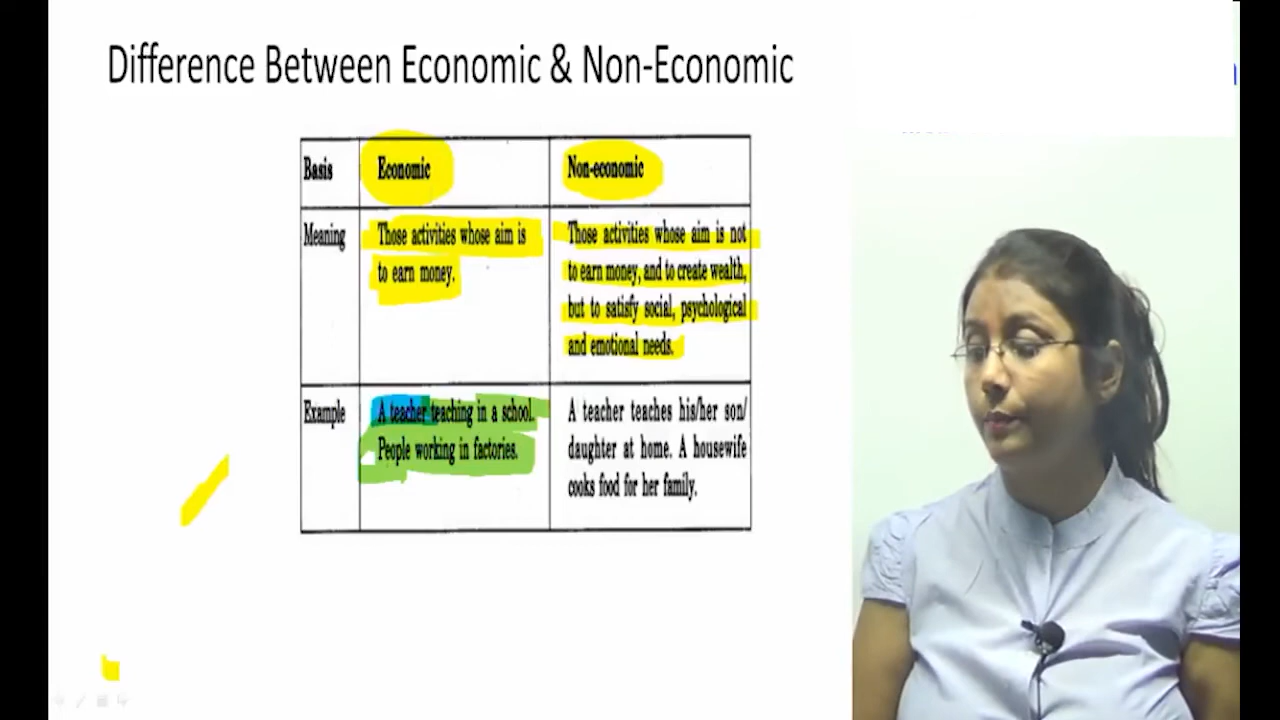 Difference Between Economic & Non-Economic
Basis
Economic
Non-economic
Meaning
Those activities whose aim is
to earn money.
Those activities whose aim is not
to earn money, and to create wealth,
but to satisfy social, psychological
and emotional needs.
Example
A teacher teaching in a school.
People working in factories.
A teacher teaches his/her son/
daughter at home. A housewife
cooks food for her family.